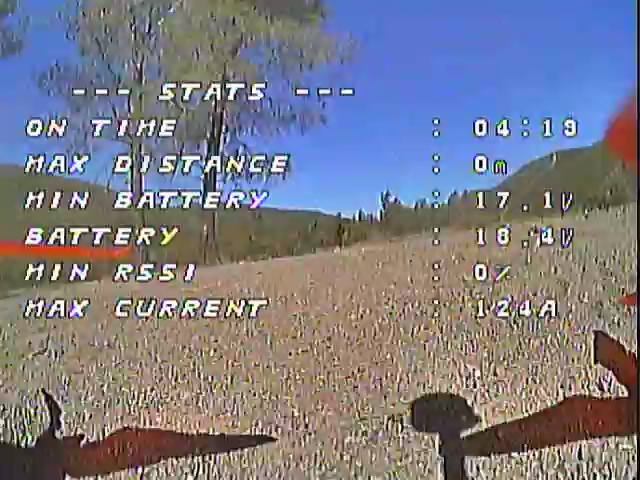 --- STATS ---
ON TIME : 04:19
MAX DISTANCE : 0m
MIN BATTERY : 17.1V
BATTERY : 18.4V
MIN RSSI : 0%
MAX CURRENT : 124A